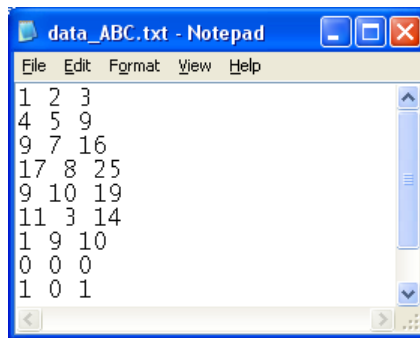 data_ABC.txt - Notepad
File Edit Format View Help
1 2 3
4 5 9
9 7 16
17 8 25
9 10 19
11 3 14
1 9 10
0 0 0
1 0 1